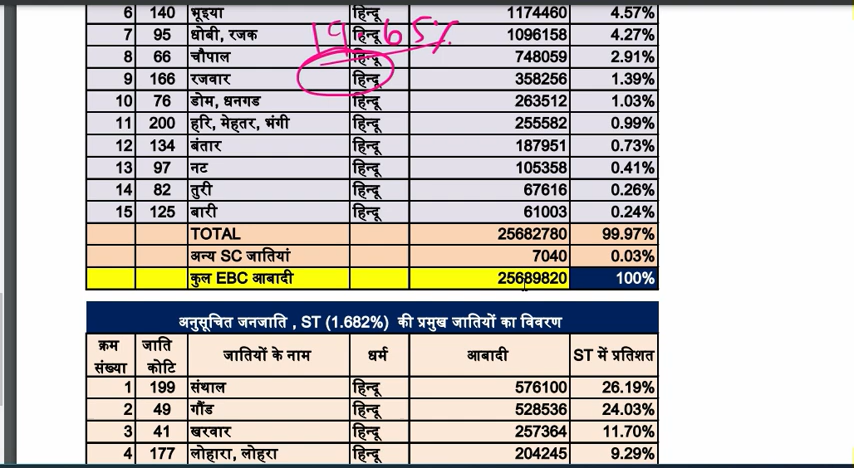 6 140 भूइया हिन्दू 1174460 4.57%
19.65%
7 95 धोबी, रजक हिन्दू 1096158 4.27%
8 66 चौपाल हिन्दू 748059 2.91%
9 166 रजवार हिन्दू 358256 1.39%
10 76 डोम, धनगड हिन्दू 263512 1.03%
11 200 हरि, मेहतर, भंगी हिन्दू 255582 0.99%
12 134 बंतार हिन्दू 187951 0.73%
13 97 नट हिन्दू 105358 0.41%
14 82 तुरी हिन्दू 67616 0.26%
15 125 बारी हिन्दू 61003 0.24%
TOTAL 25682780 99.97%
अन्य SC जातियां 7040 0.03%
कुल EBC आबादी 25689820 100%
अनुसूचित जनजाति , ST (1.682%) की प्रमुख जातियों का विवरण
क्रम संख्या जाति कोटि जातियों के नाम धर्म आबादी ST में प्रतिशत
1 199 संथाल हिन्दू 576100 26.19%
2 49 गौंड हिन्दू 528536 24.03%
3 41 खरवार हिन्दू 257364 11.70%
4 177 लोहारा, लोहरा हिन्दू 204245 9.29%